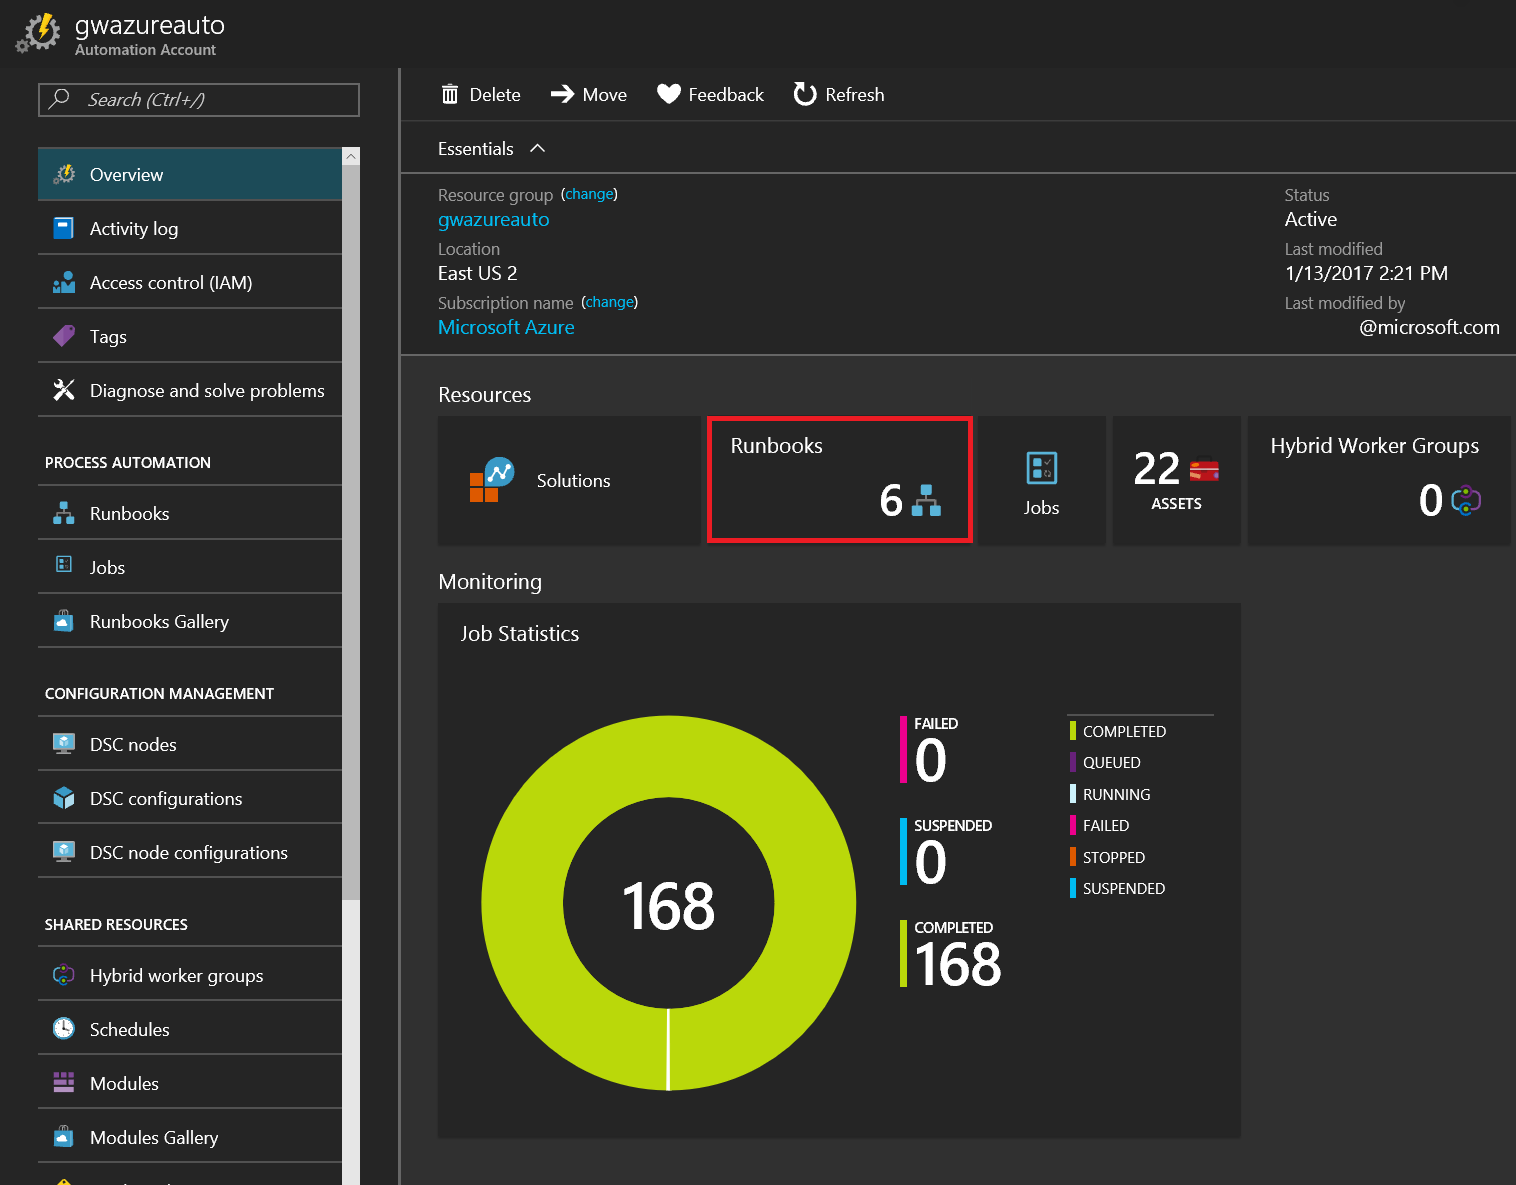 gwazureauto
Automation Account
Search (Ctrl+/)
Overview
Activity log
Access control (IAM)
Tags
Diagnose and solve problems
PROCESS AUTOMATION
Runbooks
Jobs
Runbooks Gallery
CONFIGURATION MANAGEMENT
DSC nodes
DSC configurations
DSC node configurations
SHARED RESOURCES
Hybrid worker groups
Schedules
Modules
Modules Gallery
Delete Move Feedback Refresh
Essentials
Resource group (change)
gwazureauto
Location
East US 2
Subscription name (change)
Microsoft Azure
Status
Active
Last modified
1/13/2017 2:21 PM
Last modified by
@microsoft.com
Resources
Solutions
Runbooks
6
Jobs
22
ASSETS
Hybrid Worker Groups
0
Monitoring
Job Statistics
168
FAILED
0
SUSPENDED
0
COMPLETED
168
COMPLETED
QUEUED
RUNNING
FAILED
STOPPED
SUSPENDED